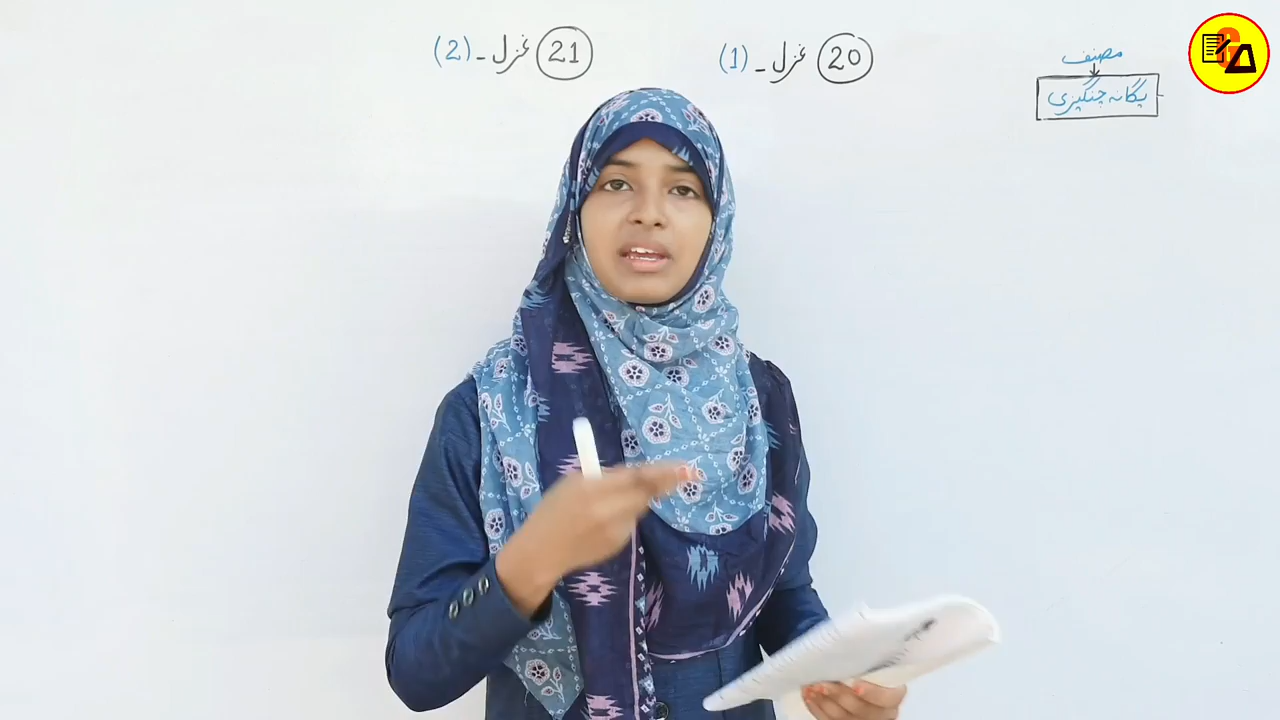 مصنف
یگانہ چنگیزی
20 غزل - (1)
21 غزل - (2)